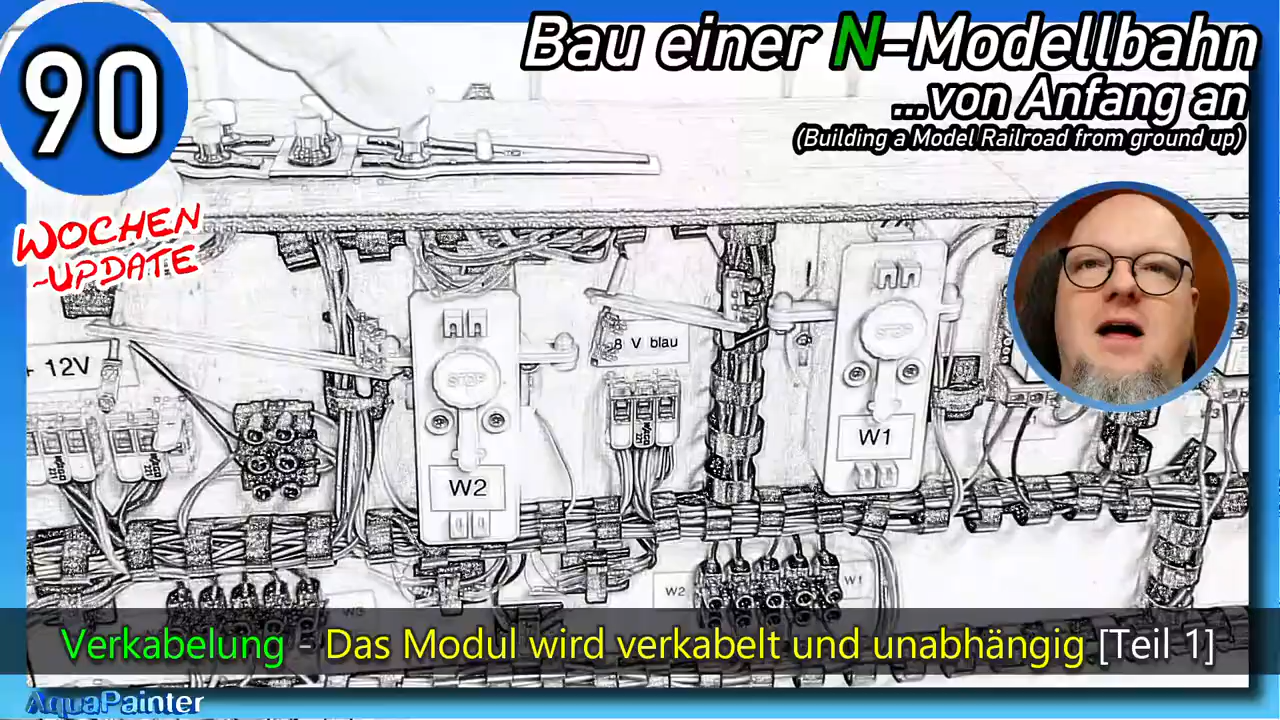 90
Bau einer N-Modellbahn
...von Anfang an
(Building a Model Railroad from ground up)
WOCHEN
-UPDATE
STOP
STOP
8 V blau
+ 12V
W1
W2
W2
W1
W3
Verkabelung - Das Modul wird verkabelt und unabhängig [Teil 1]
AquaPainter